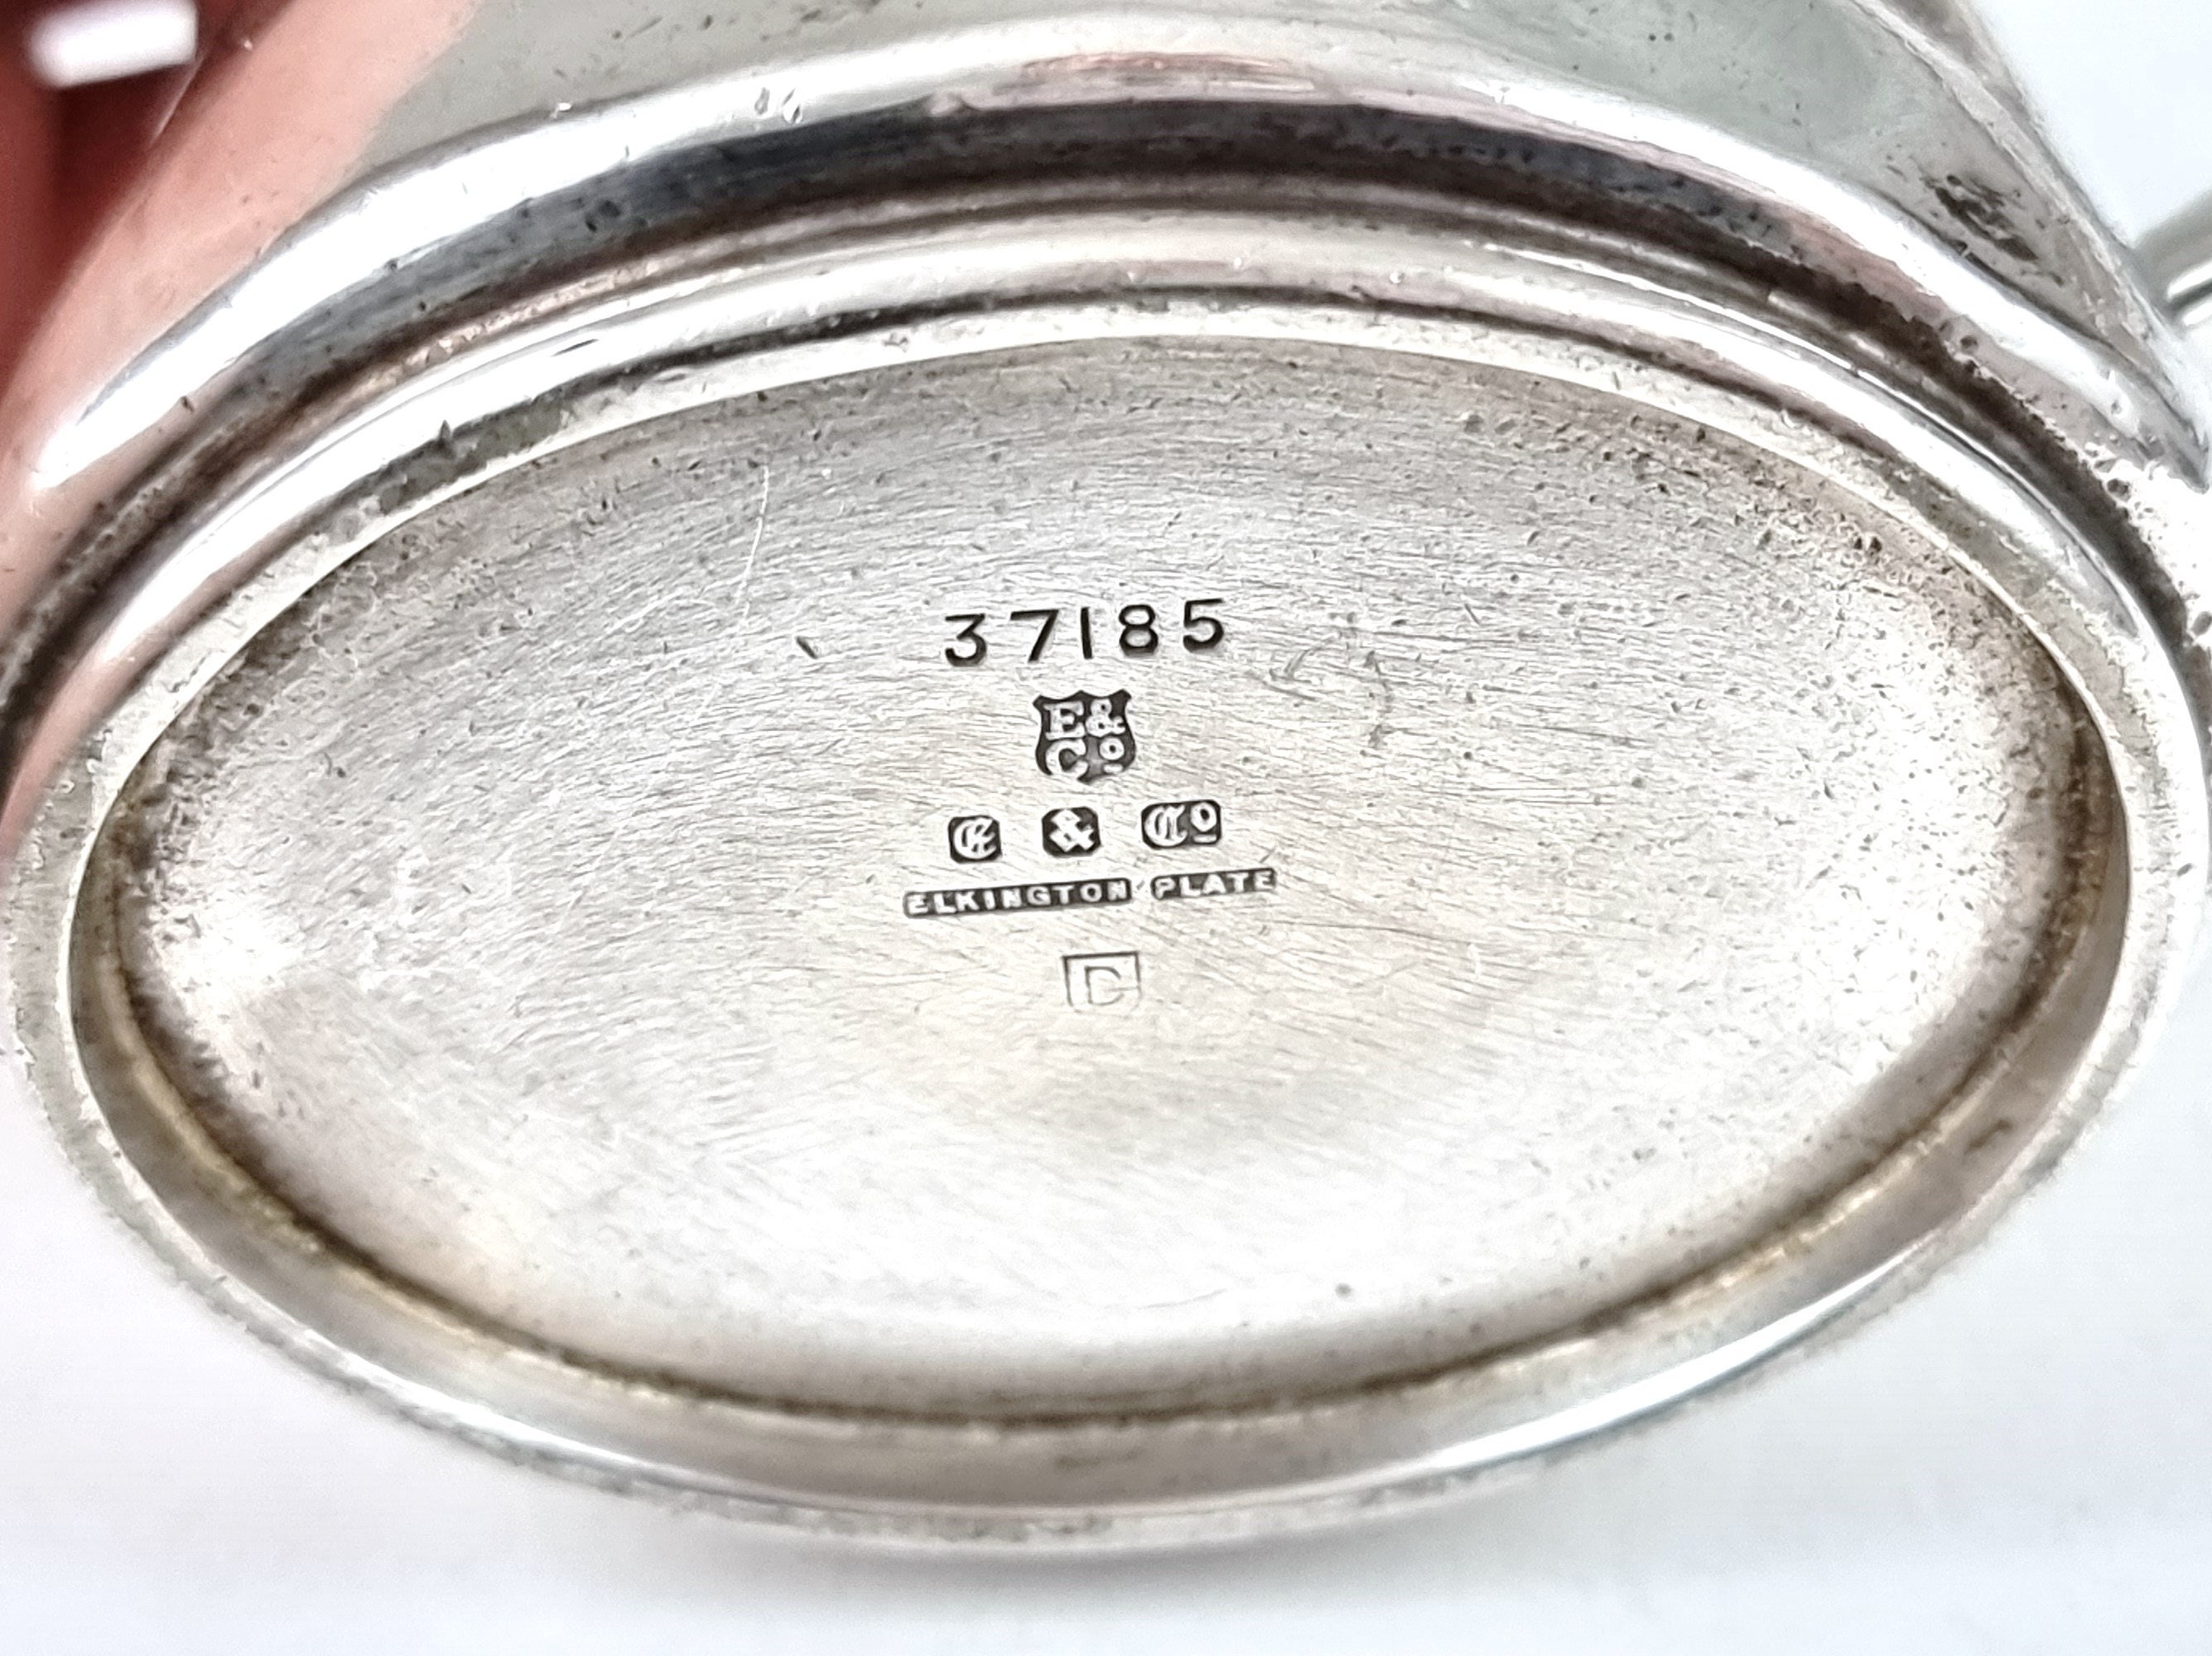 37185
E&
Co
E & Co
ELKINGTON PLATE
D